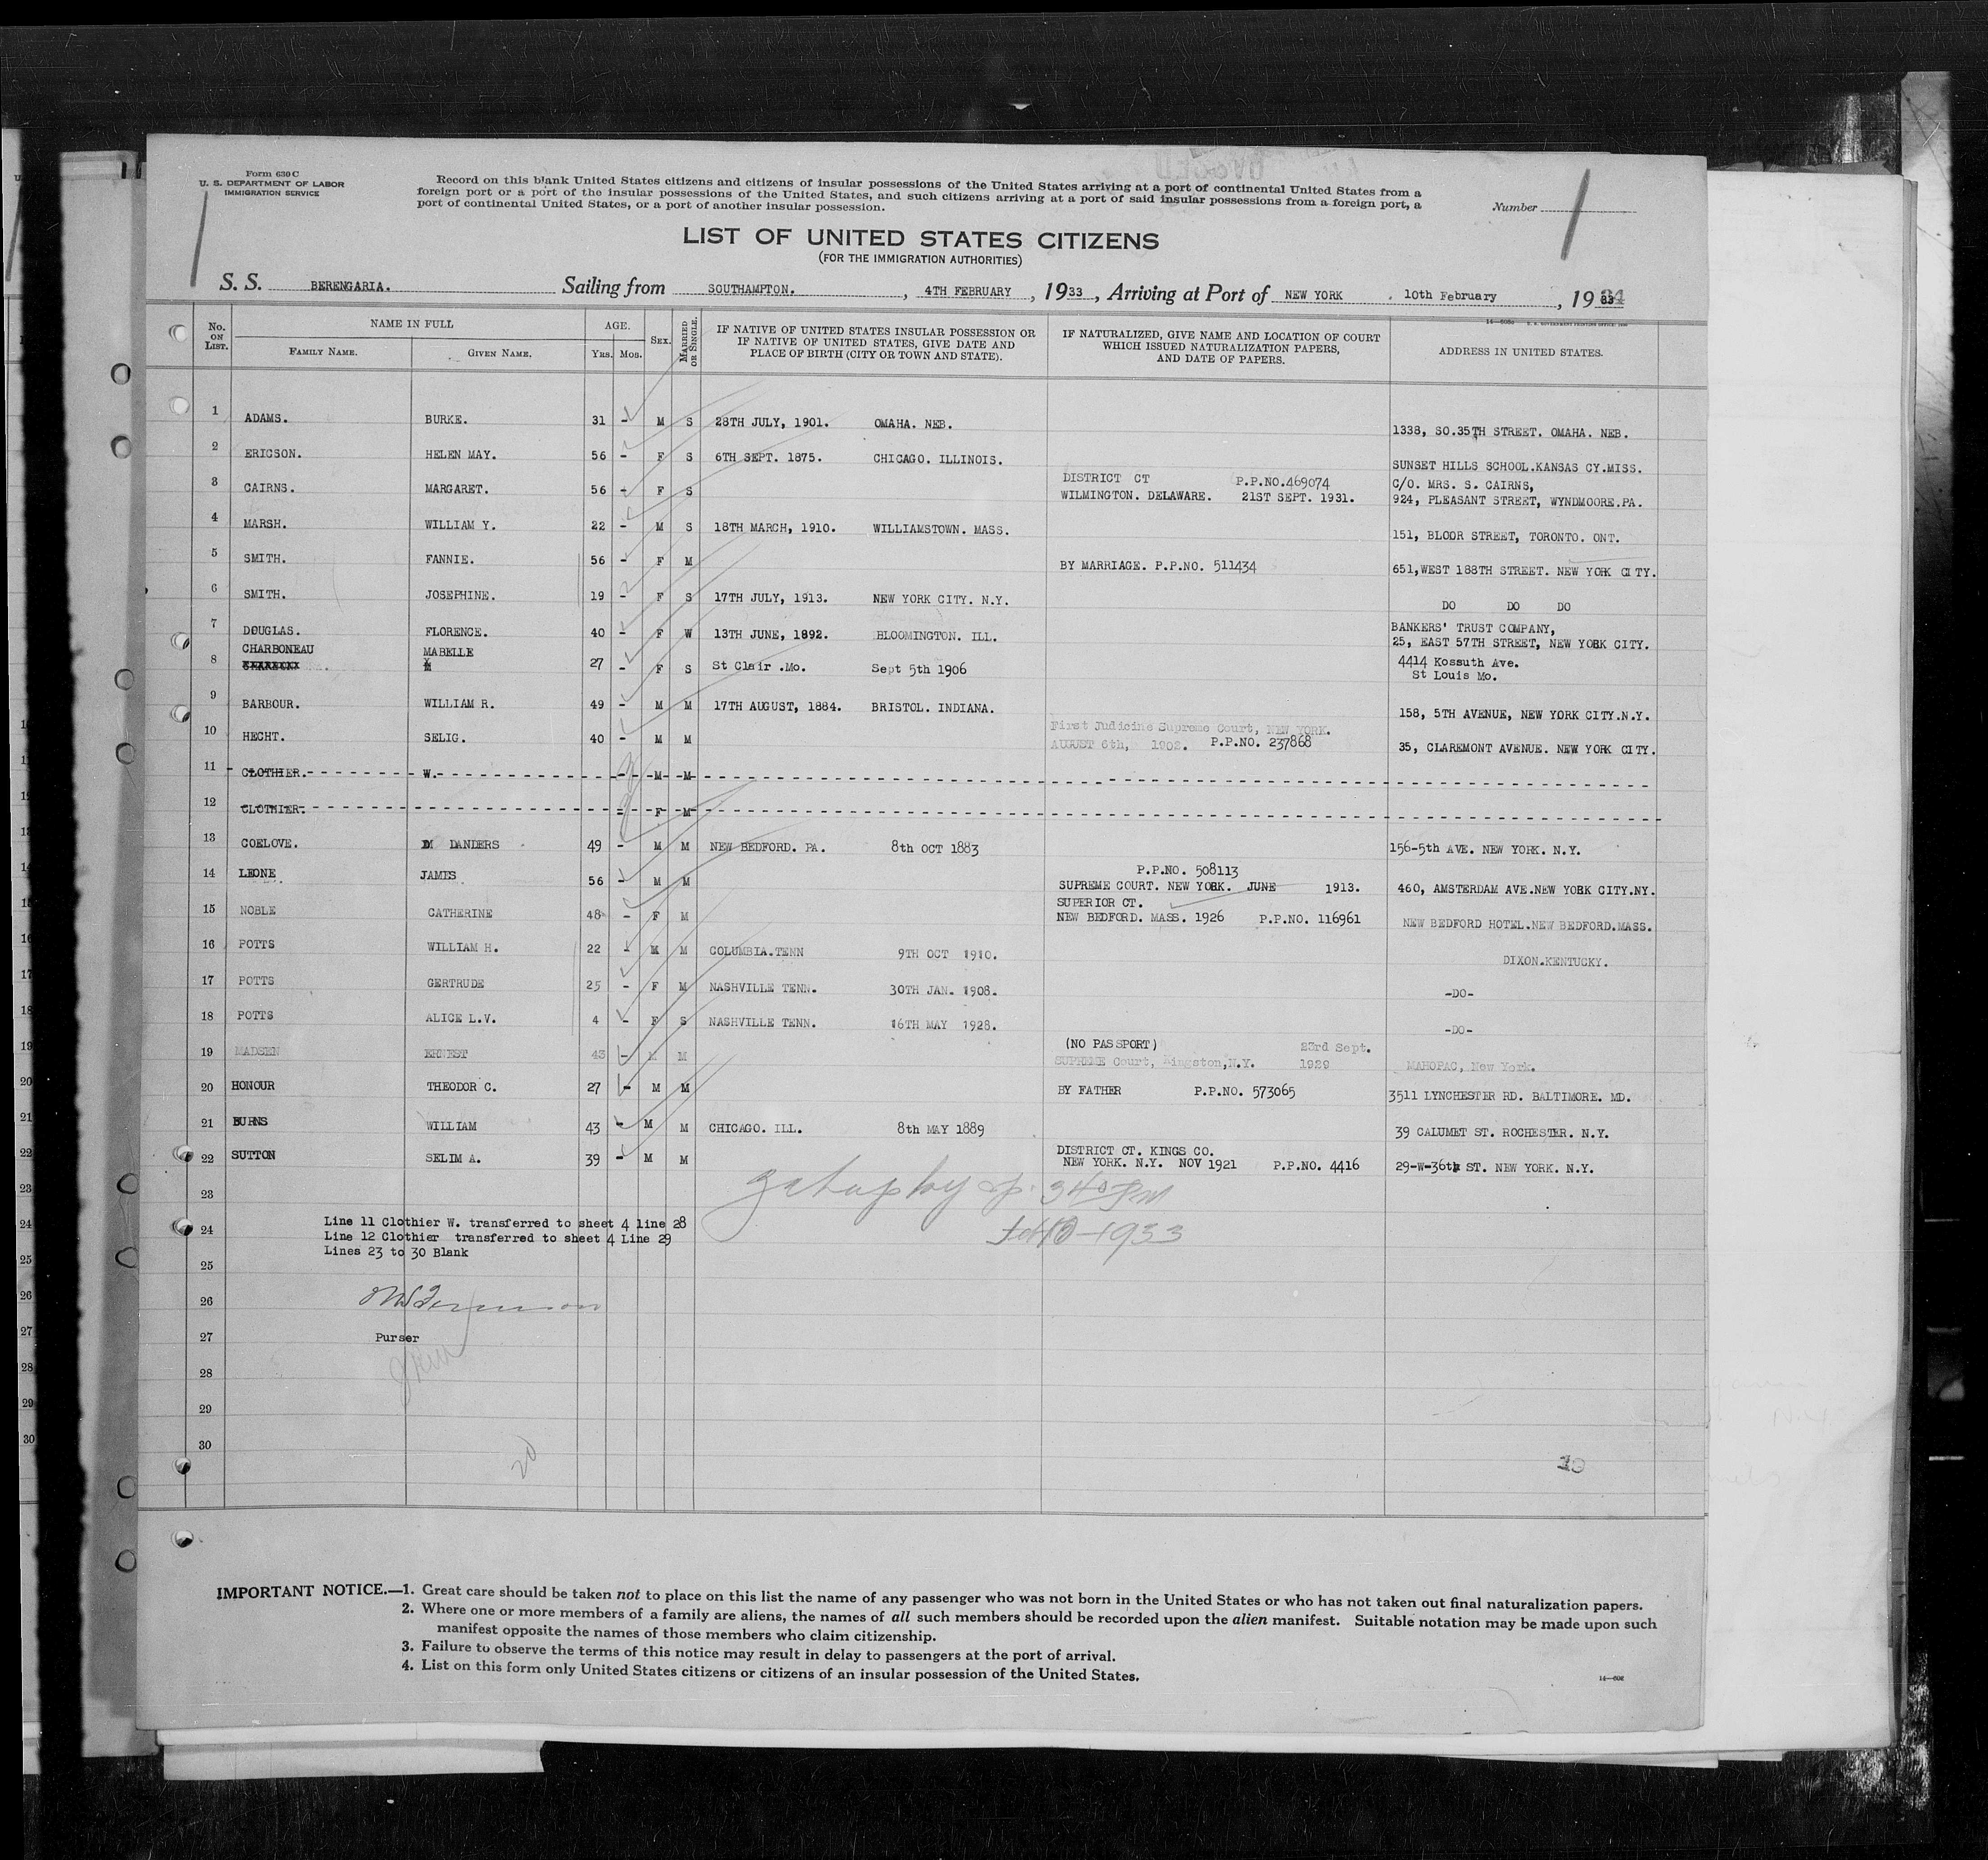 Form 630 C
U. S. DEPARTMENT OF LABOR
IMMIGRATION SERVICE
Record on this blank United States citizens and citizens of insular possessions of the United States arriving at a port of continental United States from a
foreign port or a port of the insular possessions of the United States, and such citizens arriving at a port of said insular possessions from a foreign port, a
port of continental United States, or a port of another insular possession.
Number
LIST OF UNITED STATES CITIZENS
(FOR THE IMMIGRATION AUTHORITIES)
S. S. BERENGARIA. Sailing from SOUTHAMPTON. , 4TH FEBRUARY , 1933 , Arriving at Port of NEW YORK . 10th February , 19
No. ON LIST. NAME IN FULL AGE. SEX. MARRIED OR SINGLE. IF NATIVE OF UNITED STATES INSULAR POSSESSION OR IF NATIVE OF UNITED STATES, GIVE DATE AND PLACE OF BIRTH (CITY OR TOWN AND STATE). IF NATURALIZED, GIVE NAME AND LOCATION OF COURT WHICH ISSUED NATURALIZATION PAPERS, AND DATE OF PAPERS. ADDRESS IN UNITED STATES.
FAMILY NAME. GIVEN NAME. YRS. MOS.
1 ADAMS. BURKE. 31 - M S 28TH JULY, 1901. OMAHA. NEB. 1338, SO.35TH STREET. OMAHA. NEB.
2 ERICSON. HELEN MAY. 56 - F S 6TH SEPT. 1875. CHICAGO. ILLINOIS. SUNSET HILLS SCHOOL.KANSAS CY.MISS.
DISTRICT CT P.P.NO.469074 C/O. MRS. S. CAIRNS,
3 CAIRNS. MARGARET. 56 - F S WILMINGTON. DELAWARE. 21ST SEPT. 1931. 924, PLEASANT STREET, WYNDMOORE.PA.
4 MARSH. WILLIAM Y. 22 - M S 18TH MARCH, 1910. WILLIAMSTOWN. MASS. 151, BLOOR STREET, TORONTO. ONT.
5 SMITH. FANNIE. 56 - F M BY MARRIAGE. P.P.NO. 511434 651,WEST 188TH STREET. NEW YORK CITY.
6 SMITH. JOSEPHINE. 19 - F S 17TH JULY, 1913. NEW YORK CITY. N.Y. DO DO DO
BANKERS' TRUST COMPANY,
7 DOUGLAS. FLORENCE. 40 - F W 13TH JUNE, 1892. BLOOMINGTON. ILL. 25, EAST 57TH STREET, NEW YORK CITY.
CHARBONEAU MABELLE 4414 Kossuth Ave.
8 27 - F S St Clair .Mo. Sept 5th 1906 St Louis Mo.
9 BARBOUR. WILLIAM R. 49 - M M 17TH AUGUST, 1884. BRISTOL. INDIANA. 158, 5TH AVENUE, NEW YORK CITY.N.Y.
First Judicine Supreme Court, NEW YORK.
10 HECHT. SELIG. 40 - M M AUGUST 6th, 1902. P.P.NO. 237868 35, CLAREMONT AVENUE. NEW YORK CITY.
11 CLOTHIER. W. - M M
12 CLOTHIER. - F M
13 COELOVE. DANDERS 49 - M M NEW BEDFORD. PA. 8th OCT 1883 156-5th AVE. NEW YORK. N.Y.
P.P.NO. 508113
14 LEONE JAMES 56 - M M SUPREME COURT. NEW YORK. JUNE 1913. 460, AMSTERDAM AVE.NEW YORK CITY.NY.
SUPERIOR CT.
15 NOBLE CATHERINE 48 - F M NEW BEDFORD. MASS. 1926 P.P.NO. 116961 NEW BEDFORD HOTEL.NEW BEDFORD.MASS.
16 POTTS WILLIAM H. 22 - M M COLUMBIA.TENN 9TH OCT 1910. DIXON.KENTUCKY.
17 POTTS GERTRUDE 25 - F M NASHVILLE TENN. 30TH JAN. 1908. -DO-
18 POTTS ALICE L.V. 4 - F S NASHVILLE TENN. 16TH MAY 1928. -DO-
(NO PASSPORT) 23rd Sept.
19 MADSEN ERNEST 43 - M M SUPREME Court, Kingston,N.Y. 1929 MAHOPAC, New York.
20 HONOUR THEODOR C. 27 - M M BY FATHER P.P.NO. 573065 3511 LYNCHESTER RD. BALTIMORE. MD.
21 BURNS WILLIAM 43 - M M CHICAGO. ILL. 8th MAY 1889 39 CALUMET ST. ROCHESTER. N.Y.
DISTRICT CT. KINGS CO.
22 SUTTON SELIM A. 39 - M M NEW YORK. N.Y. NOV 1921 P.P.NO. 4416 29-W-36th ST. NEW YORK. N.Y.
23
340 PM
24 Line 11 Clothier W. transferred to sheet 4 line 28
Line 12 Clothier transferred to sheet 4 Line 29
Lines 23 to 30 Blank
1933
25
26
27 Purser
28
29
30
20
10
IMPORTANT NOTICE.—1. Great care should be taken not to place on this list the name of any passenger who was not born in the United States or who has not taken out final naturalization papers.
2. Where one or more members of a family are aliens, the names of all such members should be recorded upon the alien manifest. Suitable notation may be made upon such
manifest opposite the names of those members who claim citizenship.
3. Failure to observe the terms of this notice may result in delay to passengers at the port of arrival.
4. List on this form only United States citizens or citizens of an insular possession of the United States.